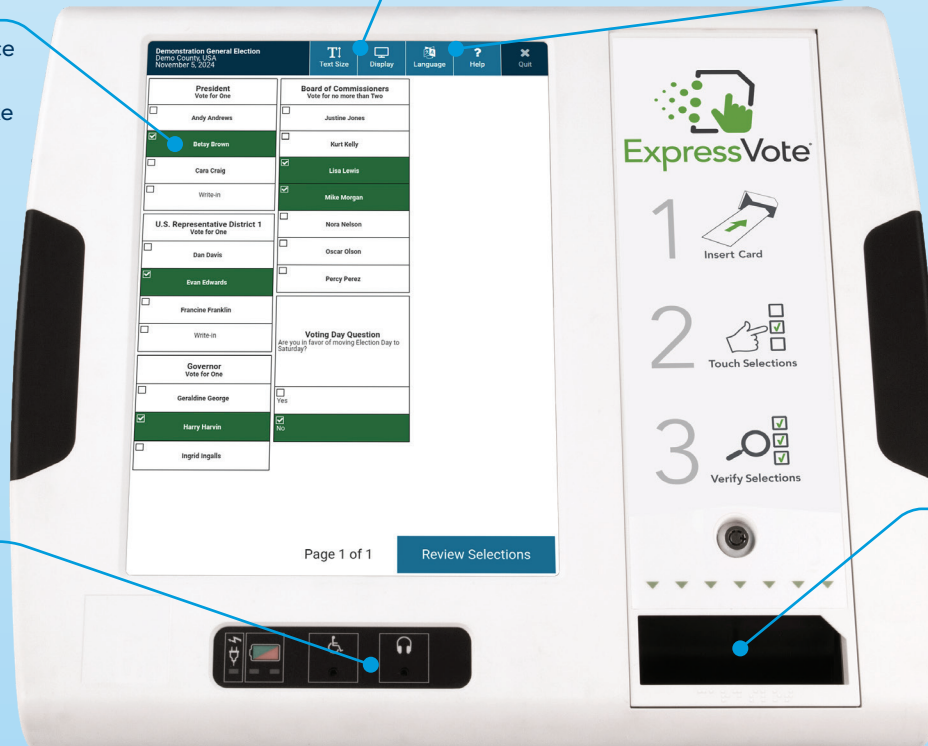 ce
ke
Demonstration General Election
Demo County, USA
November 5, 2024
Text Size
Display
Language
? Help
Quit
President
Vote for One
Andy Andrews
Betsy Brown
Cara Craig
Write-in
U.S. Representative District 1
Vote for One
Dan Davis
Evan Edwards
Francine Franklin
Write-in
Governor
Vote for One
Geraldine George
Harry Harvin
Ingrid Ingalls
Board of Commissioners
Vote for no more than Two
Justine Jones
Kurt Kelly
Lisa Lewis
Mike Morgan
Nora Nelson
Oscar Olson
Percy Perez
Voting Day Question
Are you in favor of moving Election Day to
Saturday?
Yes
No
Page 1 of 1
Review Selections
ExpressVote
1
Insert Card
2
Touch Selections
3
Verify Selections